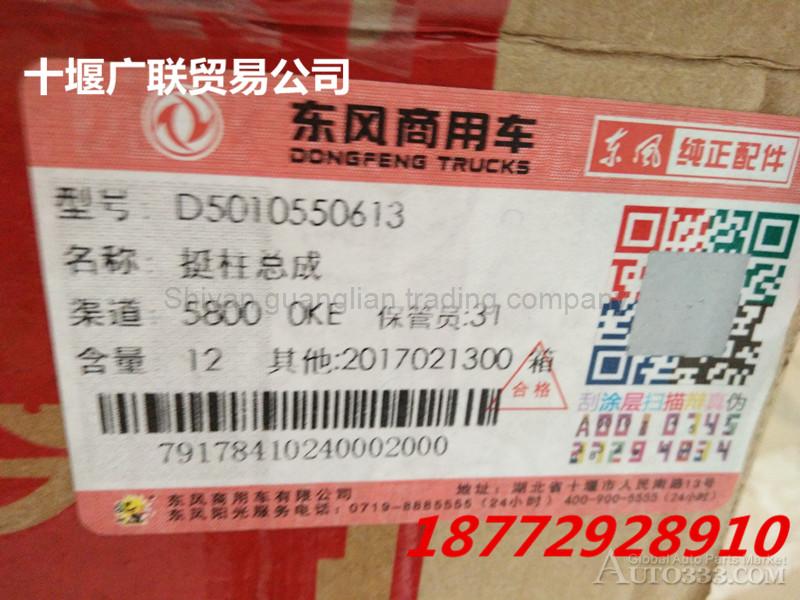 十堰广联贸易公司
东风商用车
DONGFENG TRUCKS
东风 纯正配件
型号: D5010550613
名称: 挺柱总成
Shiyan guanglian trading company
渠道: 5800 0KE 保管员:31
含量 12 其他:2017021300 箱
合格
刮涂层扫描辩真伪
A0010745
27294834
79178410240002000
东风商用车有限公司
东风阳光服务电话:0719-8885555(24小时) 400-900-5555(24小时)
地址:湖北省十堰市人民南路13号
18772928910
Global Auto Parts Market
AUTO333.COM